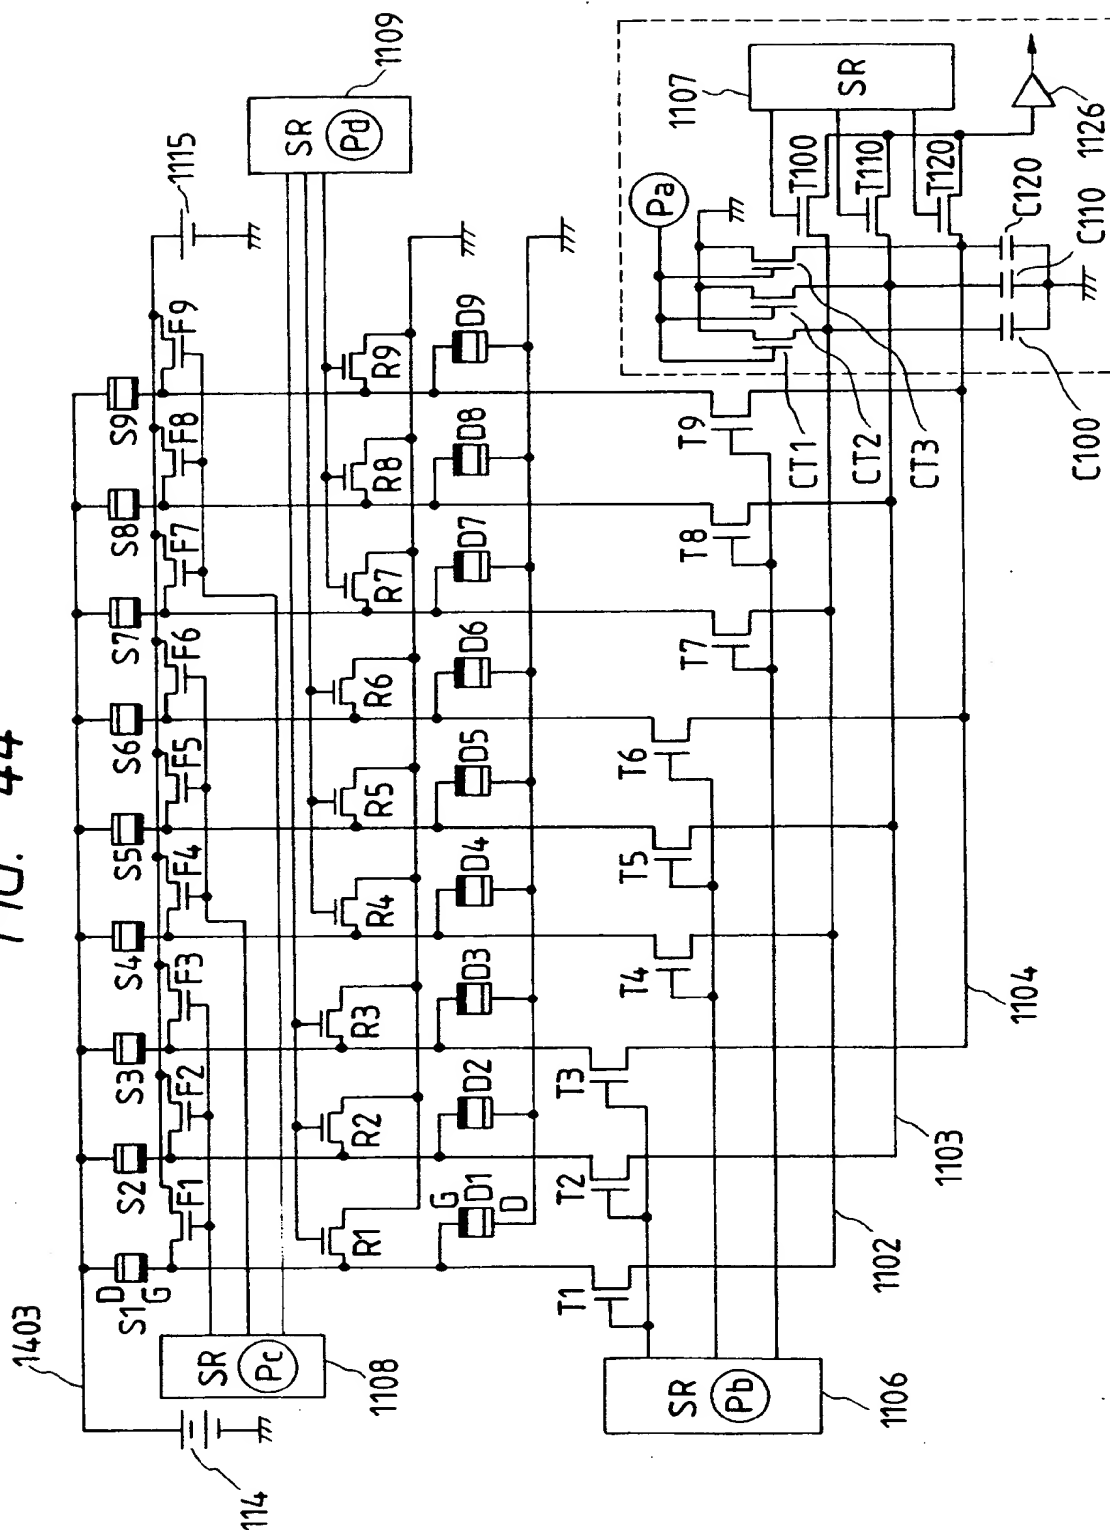 FIG. 44
1403
114
D
S1
G
S2
S3
S4
S5
S6
S7
S8
S9
1115
F1
F2
F3
F4
F5
F6
F7
F8
F9
SR
Pc
1108
SR
Pd
1109
R1
R2
R3
R4
R5
R6
R7
R8
R9
G
D1
D
D2
D3
D4
D5
D6
D7
D8
D9
T1
T2
T3
T4
T5
T6
T7
T8
T9
SR
Pb
1106
1102
1103
1104
Pa
1107
SR
T100
T110
T120
CT1
CT2
CT3
C100
C110
C120
1126